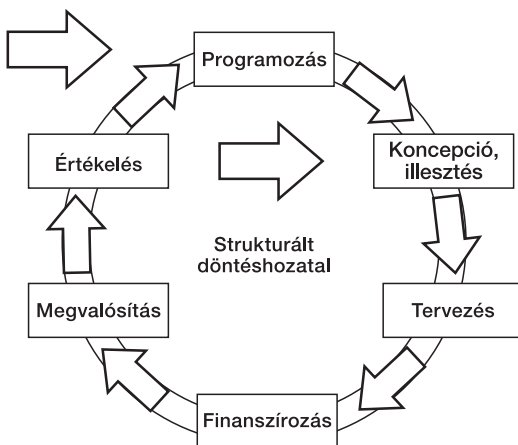 Programozás
Koncepció,
illesztés
Értékelés
Strukturált
döntéshozatal
Megvalósítás
Tervezés
Finanszírozás